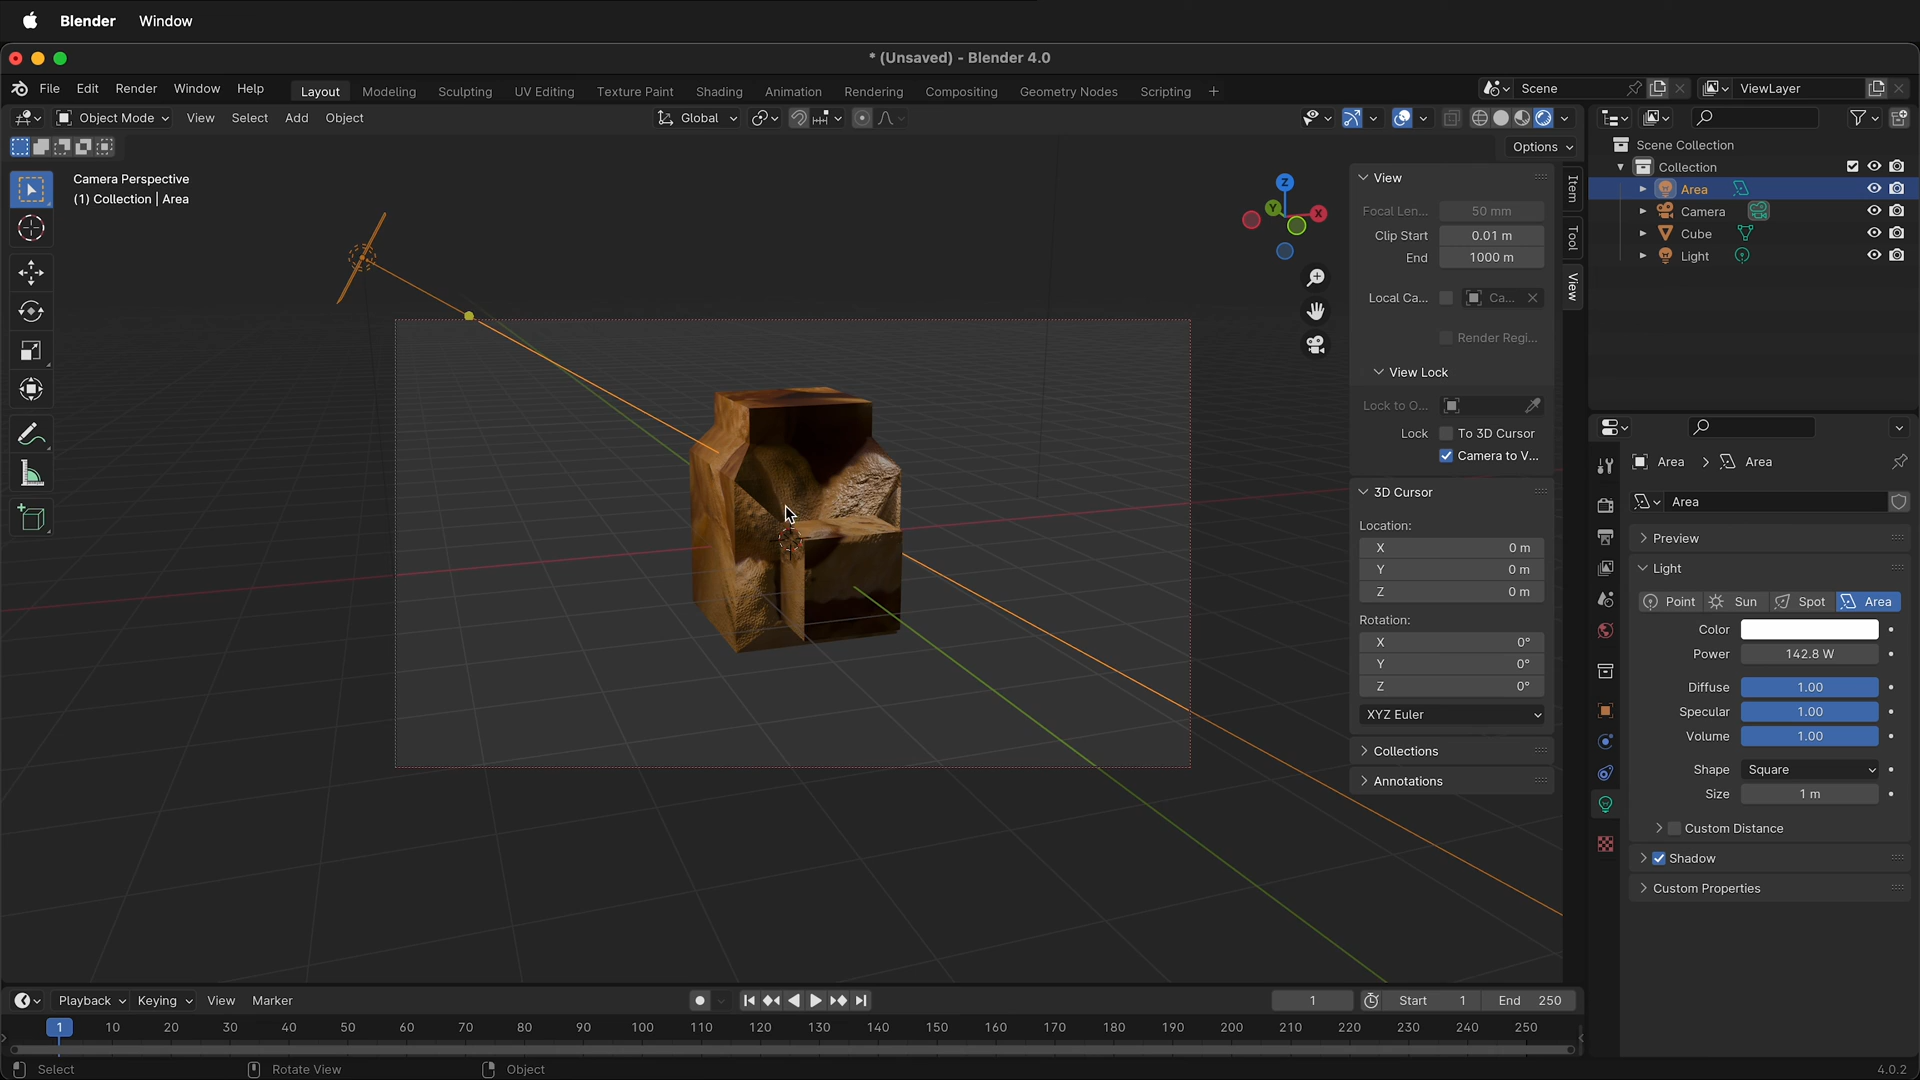 Blender Window
* (Unsaved) - Blender 4.0
File Edit Render Window Help Layout Modeling Sculpting UV Editing Texture Paint Shading Animation Rendering Compositing Geometry Nodes Scripting + Scene ViewLayer
Object Mode View Select Add Object Global
Options
Camera Perspective
(1) Collection | Area
Z
Y
X
View
Focal Len... 50 mm
Clip Start 0.01 m
End 1000 m
Local Ca... Ca...
Render Regi...
View Lock
Lock to O...
Lock To 3D Cursor
Camera to V...
3D Cursor
Location:
X 0 m
Y 0 m
Z 0 m
Rotation:
X 0°
Y 0°
Z 0°
XYZ Euler
Collections
Annotations
Item
Tool
View
Scene Collection
Collection
Area
Camera
Cube
Light
Area > Area
Area
Preview
Light
Point Sun Spot Area
Color
Power 142.8 W
Diffuse 1.00
Specular 1.00
Volume 1.00
Shape Square
Size 1 m
Custom Distance
Shadow
Custom Properties
Playback Keying View Marker 1 Start 1 End 250
1 10 20 30 40 50 60 70 80 90 100 110 120 130 140 150 160 170 180 190 200 210 220 230 240 250
Select Rotate View Object 4.0.2